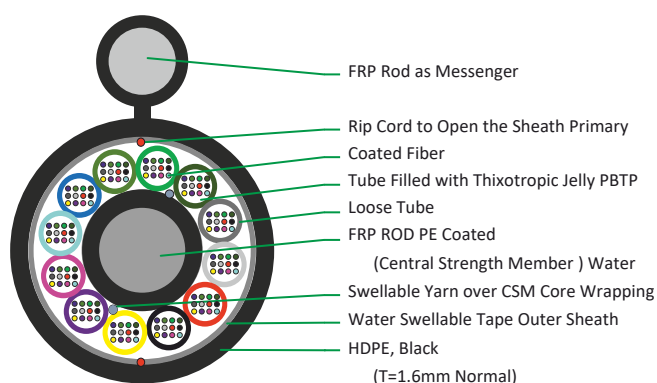 FRP Rod as Messenger
Rip Cord to Open the Sheath Primary
Coated Fiber
Tube Filled with Thixotropic Jelly PBTP
Loose Tube
FRP ROD PE Coated
(Central Strength Member ) Water
Swellable Yarn over CSM Core Wrapping
Water Swellable Tape Outer Sheath
HDPE, Black
(T=1.6mm Normal)